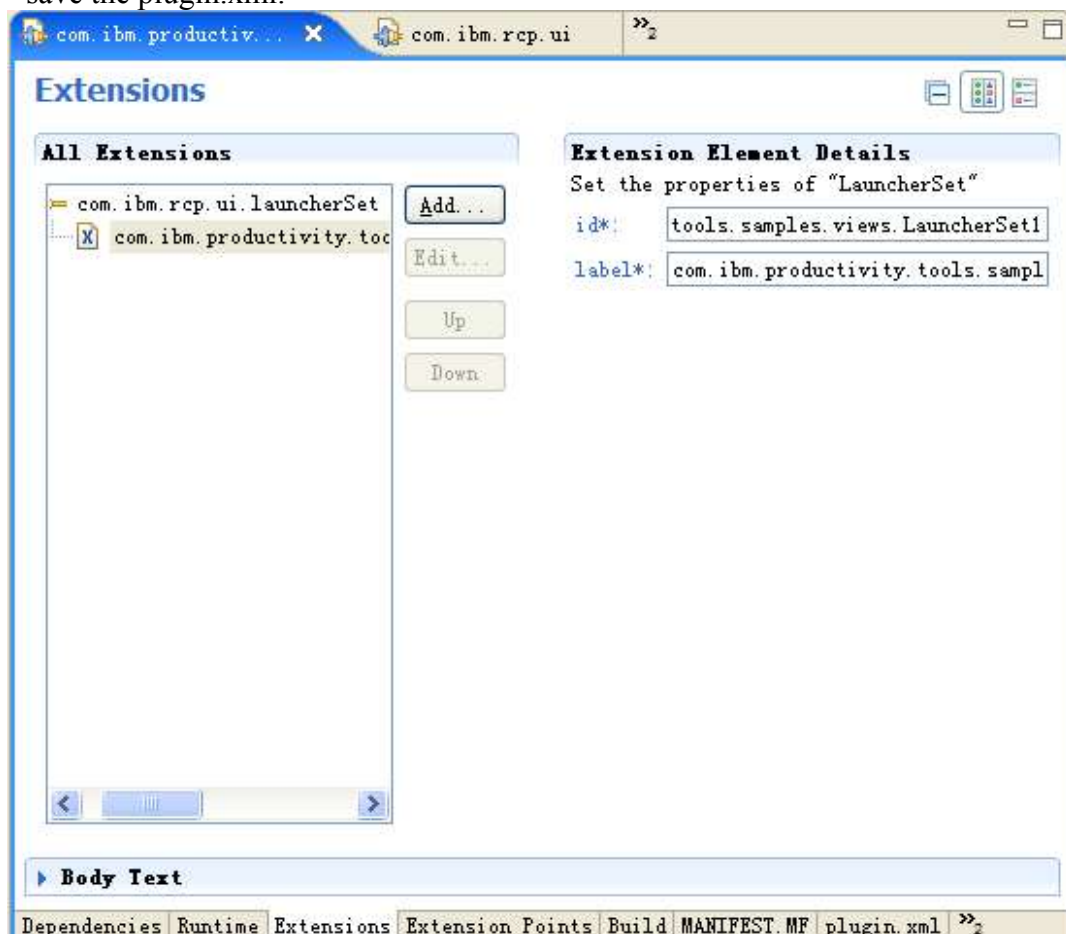 save the plugin.xml.
com.ibm.productiv... com.ibm.rcp.ui »2
Extensions
All Extensions
com.ibm.rcp.ui.launcherSet
com.ibm.productivity.too
Add...
Edit...
Up
Down
Extension Element Details
Set the properties of "LauncherSet"
id*: tools.samples.views.LauncherSet1
label*: com.ibm.productivity.tools.sampl
Body Text
Dependencies Runtime Extensions Extension Points Build MANIFEST.MF plugin.xml »2